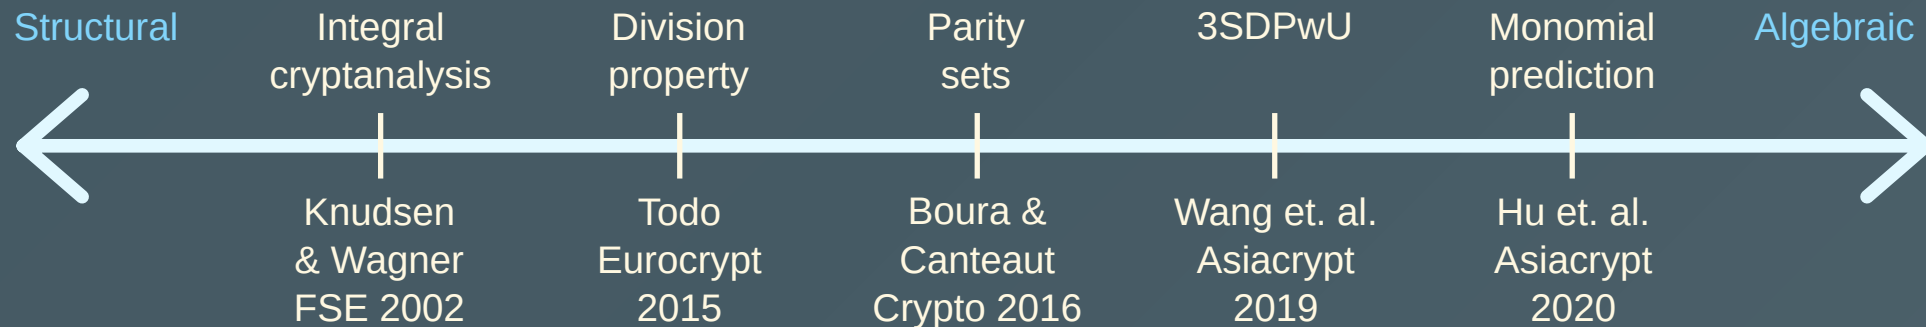 Structural
Integral
cryptanalysis
Division
property
Parity
sets
3SDPwU
Monomial
prediction
Algebraic
Knudsen
& Wagner
FSE 2002
Todo
Eurocrypt
2015
Boura &
Canteaut
Crypto 2016
Wang et. al.
Asiacrypt
2019
Hu et. al.
Asiacrypt
2020